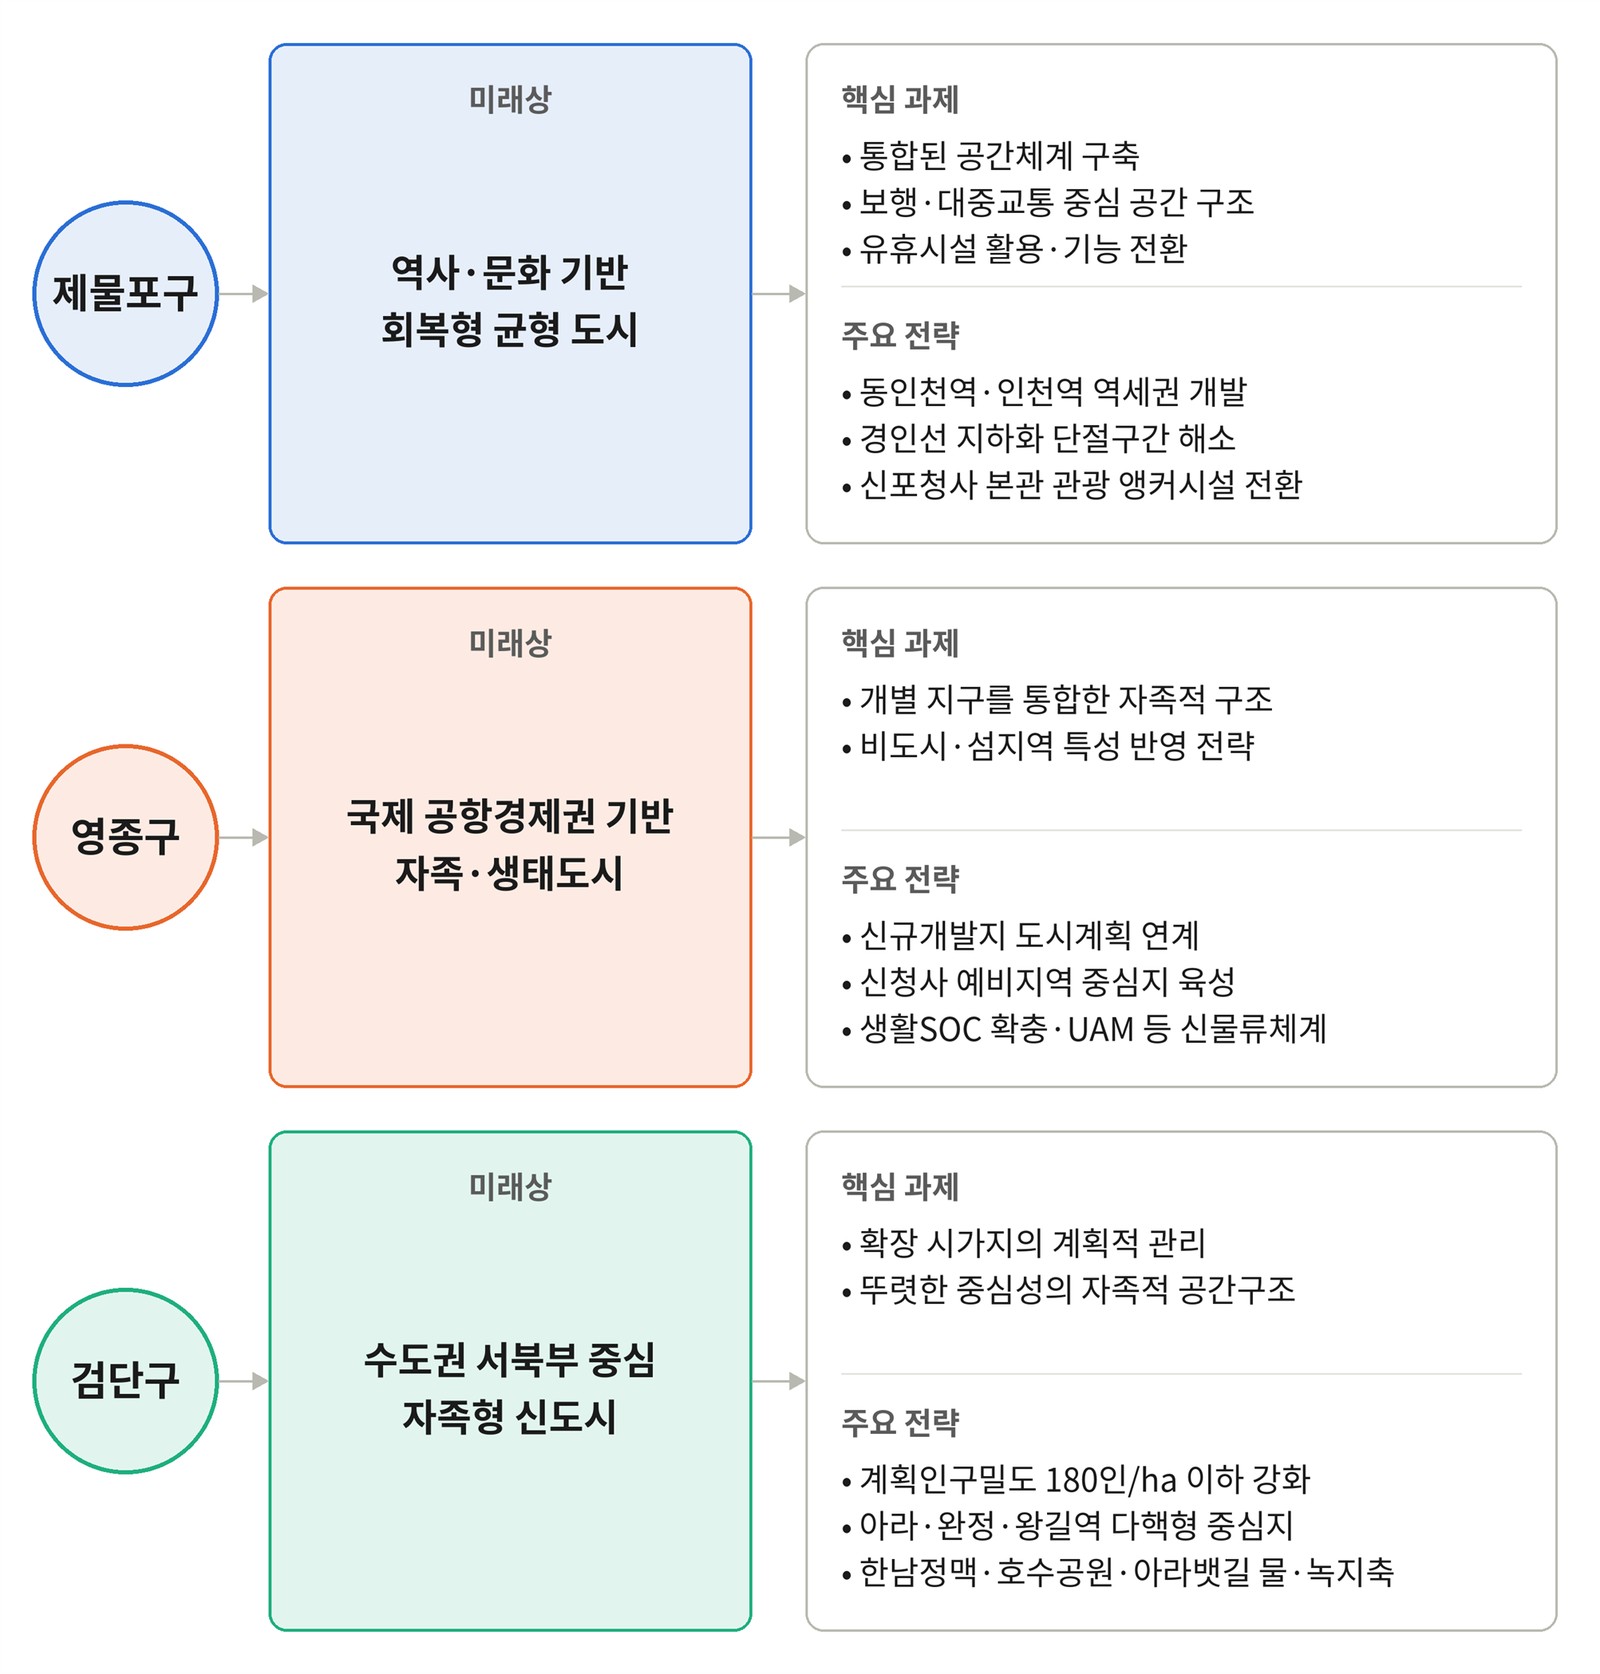 제물포구
미래상
역사·문화 기반
회복형 균형 도시
핵심 과제
• 통합된 공간체계 구축
• 보행·대중교통 중심 공간 구조
• 유휴시설 활용·기능 전환
주요 전략
• 동인천역·인천역 역세권 개발
• 경인선 지하화 단절구간 해소
• 신포청사 본관 관광 앵커시설 전환
영종구
미래상
국제 공항경제권 기반
자족·생태도시
핵심 과제
• 개별 지구를 통합한 자족적 구조
• 비도시·섬지역 특성 반영 전략
주요 전략
• 신규개발지 도시계획 연계
• 신청사 예비지역 중심지 육성
• 생활SOC 확충·UAM 등 신물류체계
검단구
미래상
수도권 서북부 중심
자족형 신도시
핵심 과제
• 확장 시가지의 계획적 관리
• 뚜렷한 중심성의 자족적 공간구조
주요 전략
• 계획인구밀도 180인/ha 이하 강화
• 아라·완정·왕길역 다핵형 중심지
• 한남정맥·호수공원·아라뱃길 물·녹지축